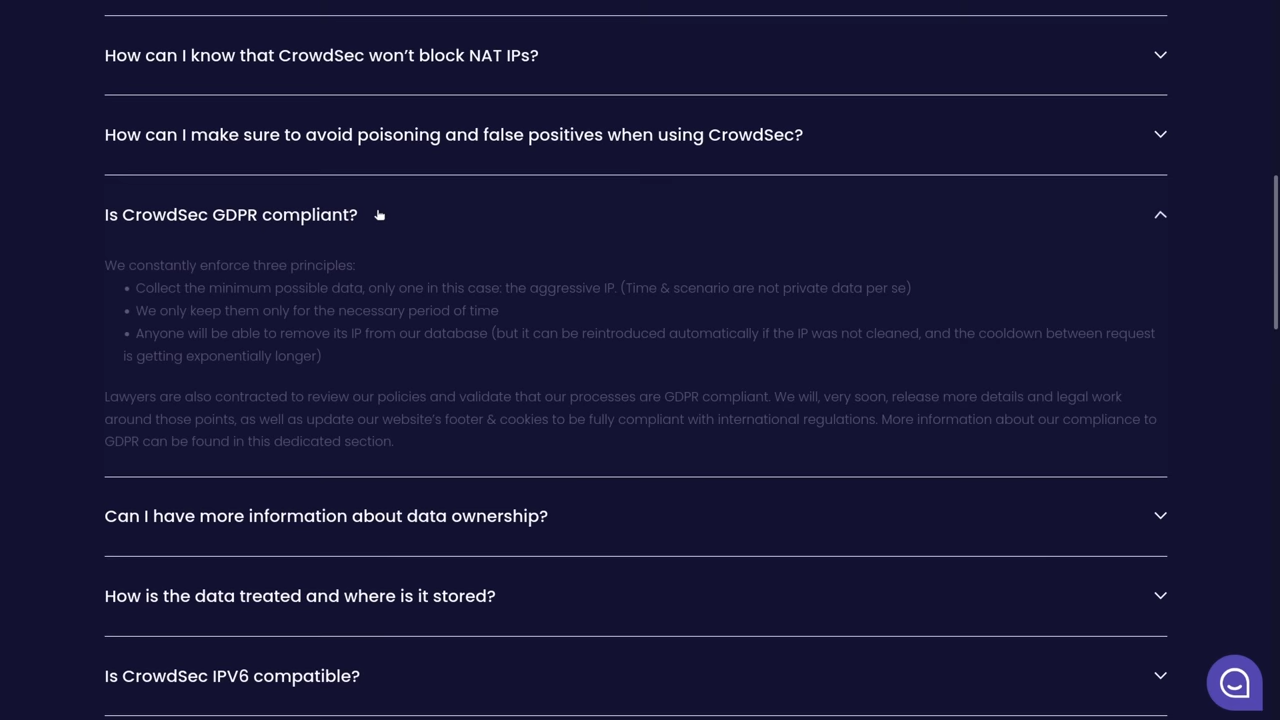 How can I know that CrowdSec won’t block NAT IPs?
How can I make sure to avoid poisoning and false positives when using CrowdSec?
Is CrowdSec GDPR compliant?
We constantly enforce three principles:
• Collect the minimum possible data, only one in this case: the aggressive IP. (Time & scenario are not private data per se)
• We only keep them only for the necessary period of time
• Anyone will be able to remove its IP from our database (but it can be reintroduced automatically if the IP was not cleaned, and the cooldown between request
is getting exponentially longer)
Lawyers are also contracted to review our policies and validate that our processes are GDPR compliant. We will, very soon, release more details and legal work
around those points, as well as update our website’s footer & cookies to be fully compliant with international regulations. More information about our compliance to
GDPR can be found in this dedicated section.
Can I have more information about data ownership?
How is the data treated and where is it stored?
Is CrowdSec IPV6 compatible?